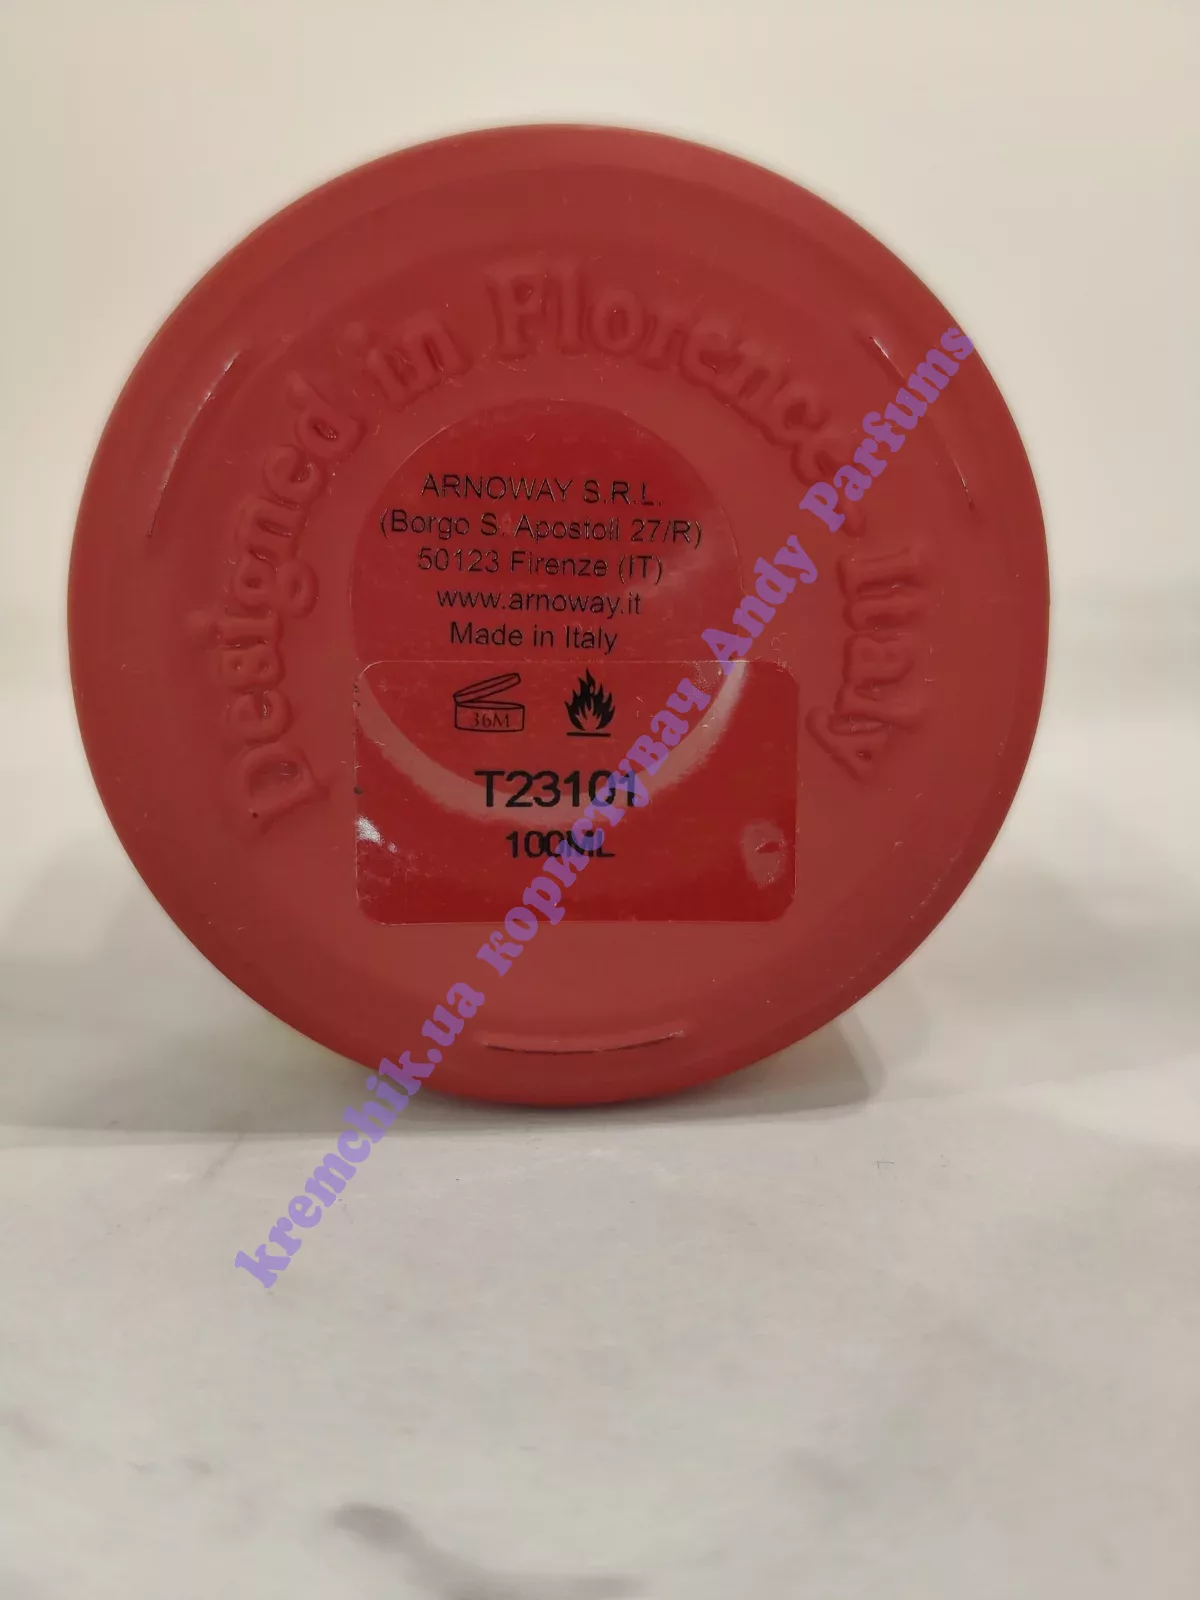 Designed in Florence, Italy
ARNOWAY S.R.L.
(Borgo S. Apostoli 27/R)
50123 Firenze (IT)
www.arnoway.it
Made in Italy
36M
T23101
100ML
kremchik.ua користувач Andy Parfums